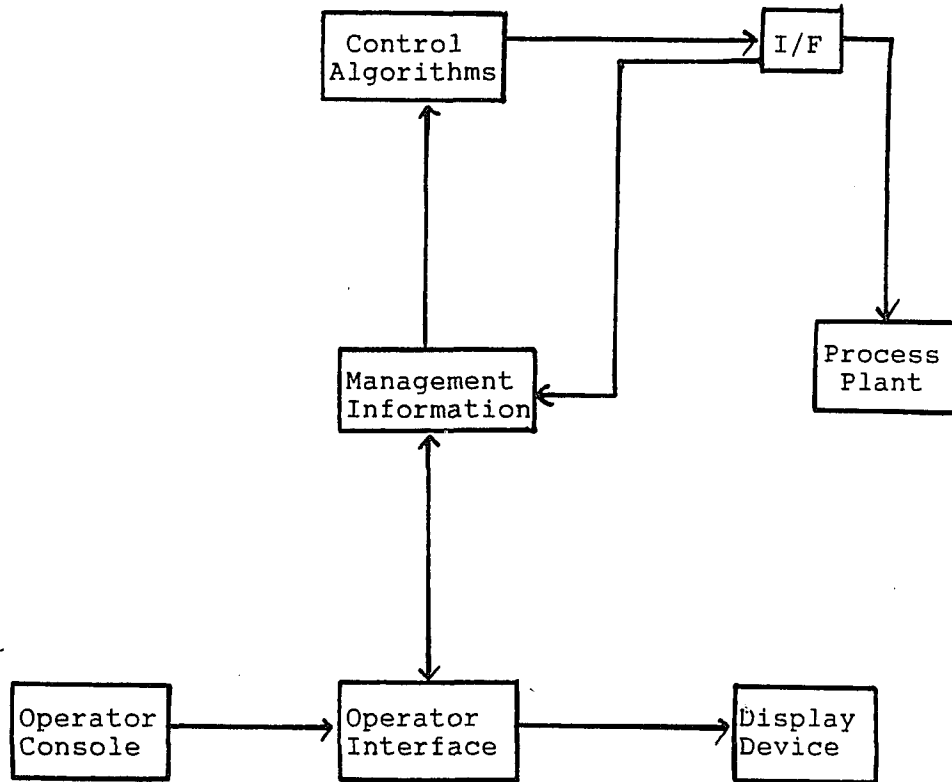 Control
Algorithms
I/F
Process
Plant
Management
Information
Operator
Console
Operator
Interface
Display
Device